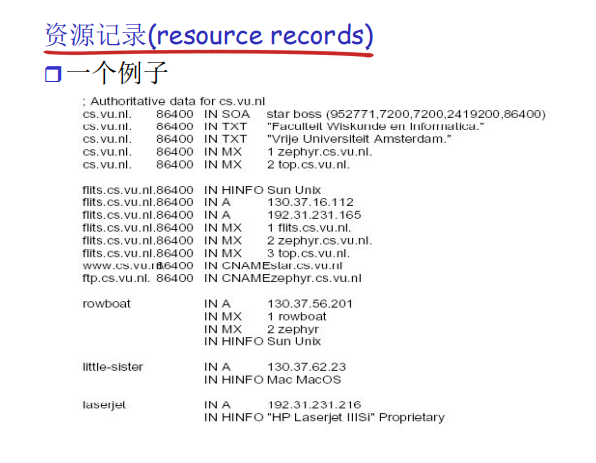 资源记录(resource records)
一个例子
; Authoritative data for cs.vu.nl
cs.vu.nl. 86400 IN SOA star boss (952771,7200,7200,2419200,86400)
cs.vu.nl. 86400 IN TXT "Faculteit Wiskunde en Informatica."
cs.vu.nl. 86400 IN TXT "Vrije Universiteit Amsterdam."
cs.vu.nl. 86400 IN MX 1 zephyr.cs.vu.nl.
cs.vu.nl. 86400 IN MX 2 top.cs.vu.nl.
flits.cs.vu.nl. 86400 IN HINFO Sun Unix
flits.cs.vu.nl. 86400 IN A 130.37.16.112
flits.cs.vu.nl. 86400 IN A 192.31.231.165
flits.cs.vu.nl. 86400 IN MX 1 flits.cs.vu.nl.
flits.cs.vu.nl. 86400 IN MX 2 zephyr.cs.vu.nl.
flits.cs.vu.nl. 86400 IN MX 3 top.cs.vu.nl.
www.cs.vu.nl. 86400 IN CNAME star.cs.vu.nl
ftp.cs.vu.nl. 86400 IN CNAME zephyr.cs.vu.nl
rowboat IN A 130.37.56.201
IN MX 1 rowboat
IN MX 2 zephyr
IN HINFO Sun Unix
little-sister IN A 130.37.62.23
IN HINFO Mac MacOS
laserjet IN A 192.31.231.216
IN HINFO "HP Laserjet IIISi" Proprietary